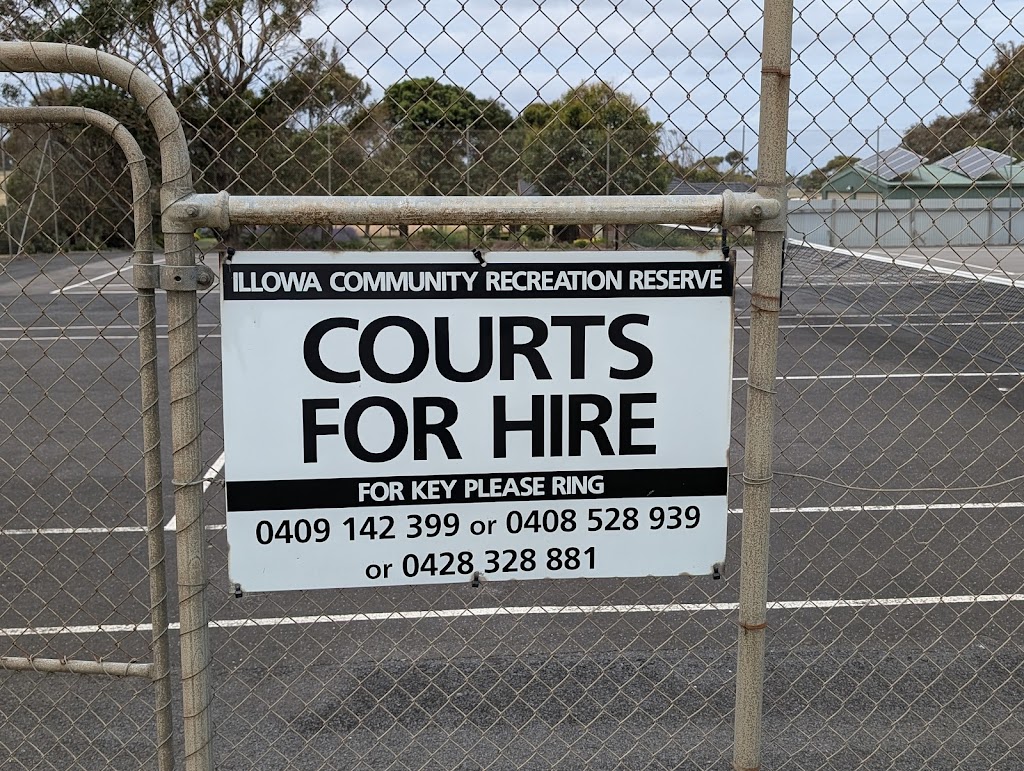 ILLOWA COMMUNITY RECREATION RESERVE
COURTS
FOR HIRE
FOR KEY PLEASE RING
0409 142 399 or 0408 528 939
or 0428 328 881